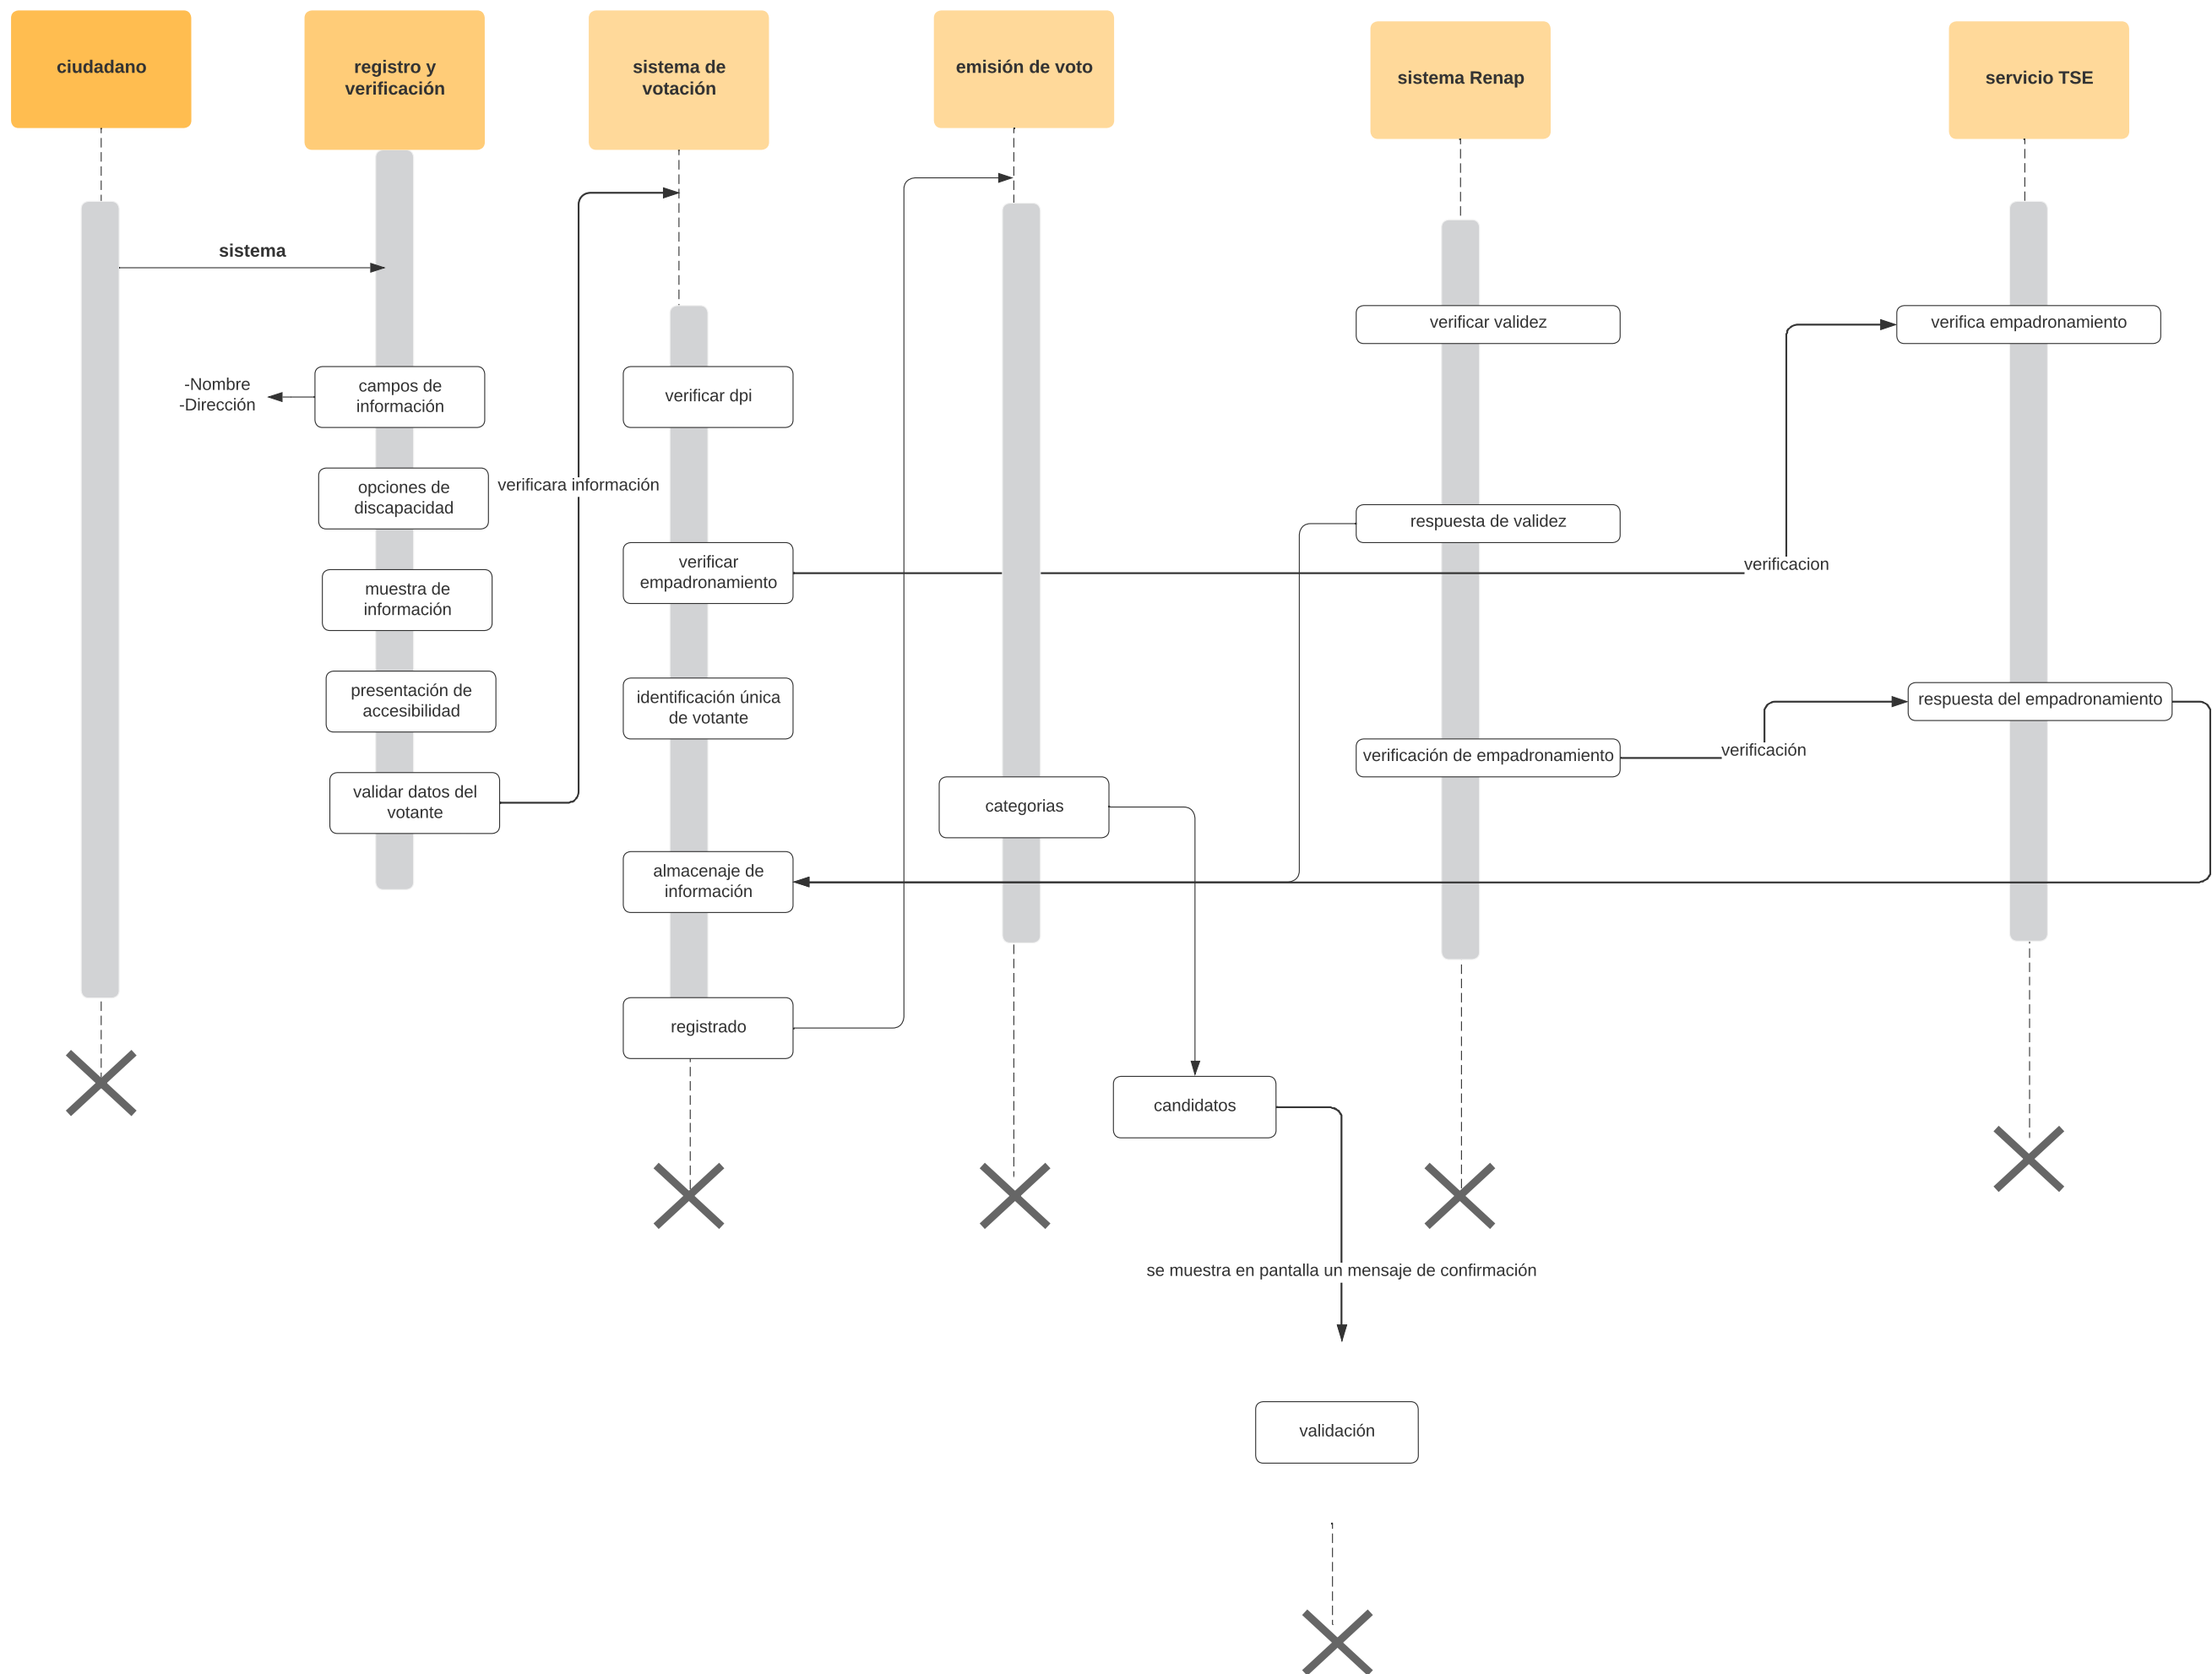 ciudadano
registro y
verificación
sistema de
votación
emisión de voto
sistema Renap
servicio TSE
sistema
verificar validez
verifica empadronamiento
-Nombre
-Dirección
campos de
información
verificar dpi
opciones de
discapacidad
verificara información
respuesta de validez
verificar
empadronamiento
verificacion
muestra de
información
presentación de
accesibilidad
identificación única
de votante
respuesta del empadronamiento
verificación de empadronamiento
verificación
validar datos del
votante
categorias
almacenaje de
información
registrado
candidatos
se muestra en pantalla un mensaje de confirmación
validación